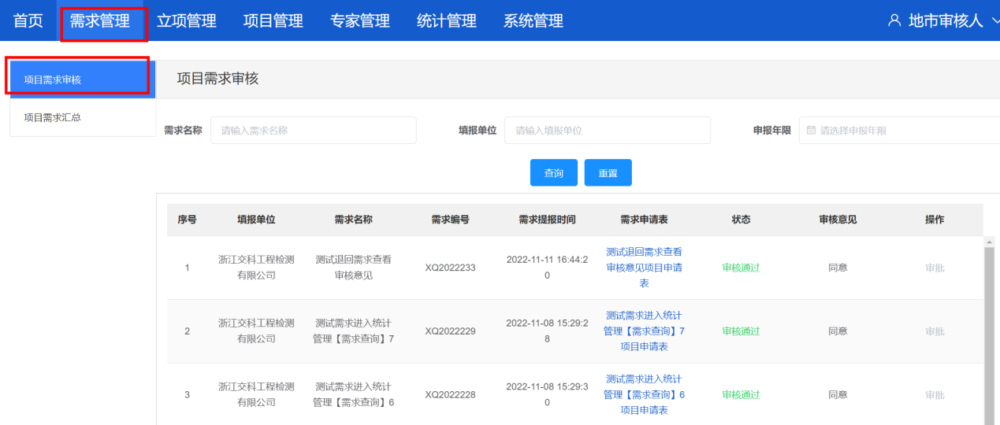 首页 需求管理 立项管理 项目管理 专家管理 统计管理 系统管理 地市审核人
项目需求审核
项目需求汇总
项目需求审核
需求名称 请输入需求名称 填报单位 请输入填报单位 申报年限 请选择申报年限
查询 重置
序号 填报单位 需求名称 需求编号 需求提报时间 需求申请表 状态 审核意见 操作
1
浙江交科工程检测
有限公司
测试退回需求查看
审核意见
XQ2022233
2022-11-11 16:44:2
0
测试退回需求查看
审核意见项目申请
表
审核通过
同意
审批
2
浙江交科工程检测
有限公司
测试需求进入统计
管理【需求查询】7
XQ2022229
2022-11-08 15:29:2
8
测试需求进入统计
管理【需求查询】7
项目申请表
审核通过
同意
审批
3
浙江交科工程检测
有限公司
测试需求进入统计
管理【需求查询】6
XQ2022228
2022-11-08 15:29:3
0
测试需求进入统计
管理【需求查询】6
项目申请表
审核通过
同意
审批